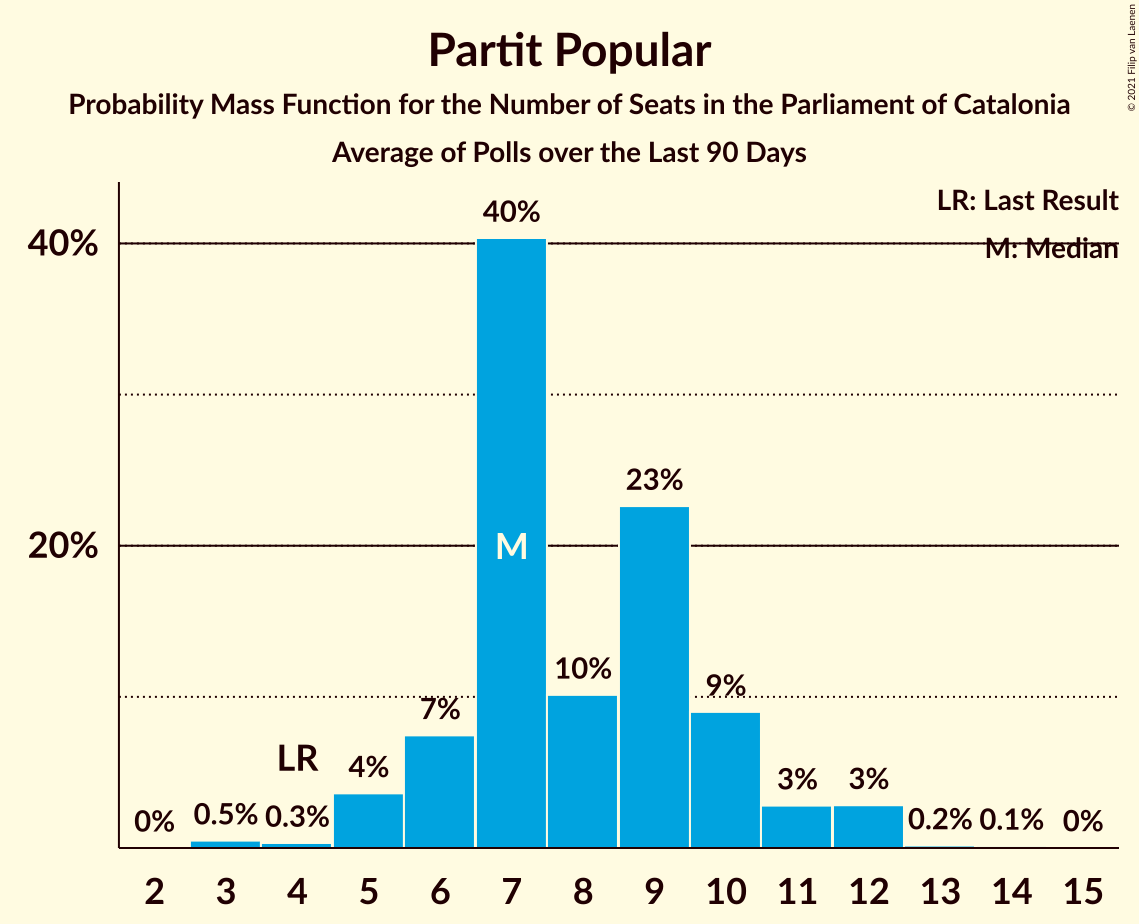 Partit Popular
Probability Mass Function for the Number of Seats in the Parliament of Catalonia
Average of Polls over the Last 90 Days
© 2021 Filip van Laenen
LR: Last Result
M: Median
40%
20%
0%
0.5%
0.3%
LR
4%
7%
40%
M
10%
23%
9%
3%
3%
0.2%
0.1%
0%
2 3 4 5 6 7 8 9 10 11 12 13 14 15